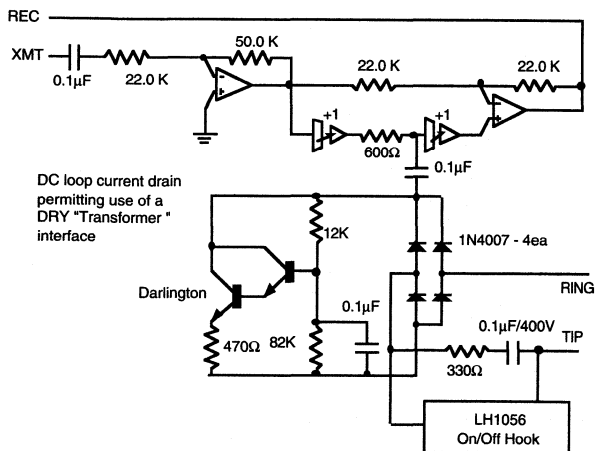 REC
XMT
0.1µF
22.0 K
50.0 K
22.0 K
22.0 K
- +
+1
600Ω
+1
- +
0.1µF
DC loop current drain
permitting use of a
DRY "Transformer "
interface
12K
1N4007 - 4ea
RING
Darlington
0.1µF
470Ω
82K
0.1µF/400V
TIP
330Ω
LH1056
On/Off Hook